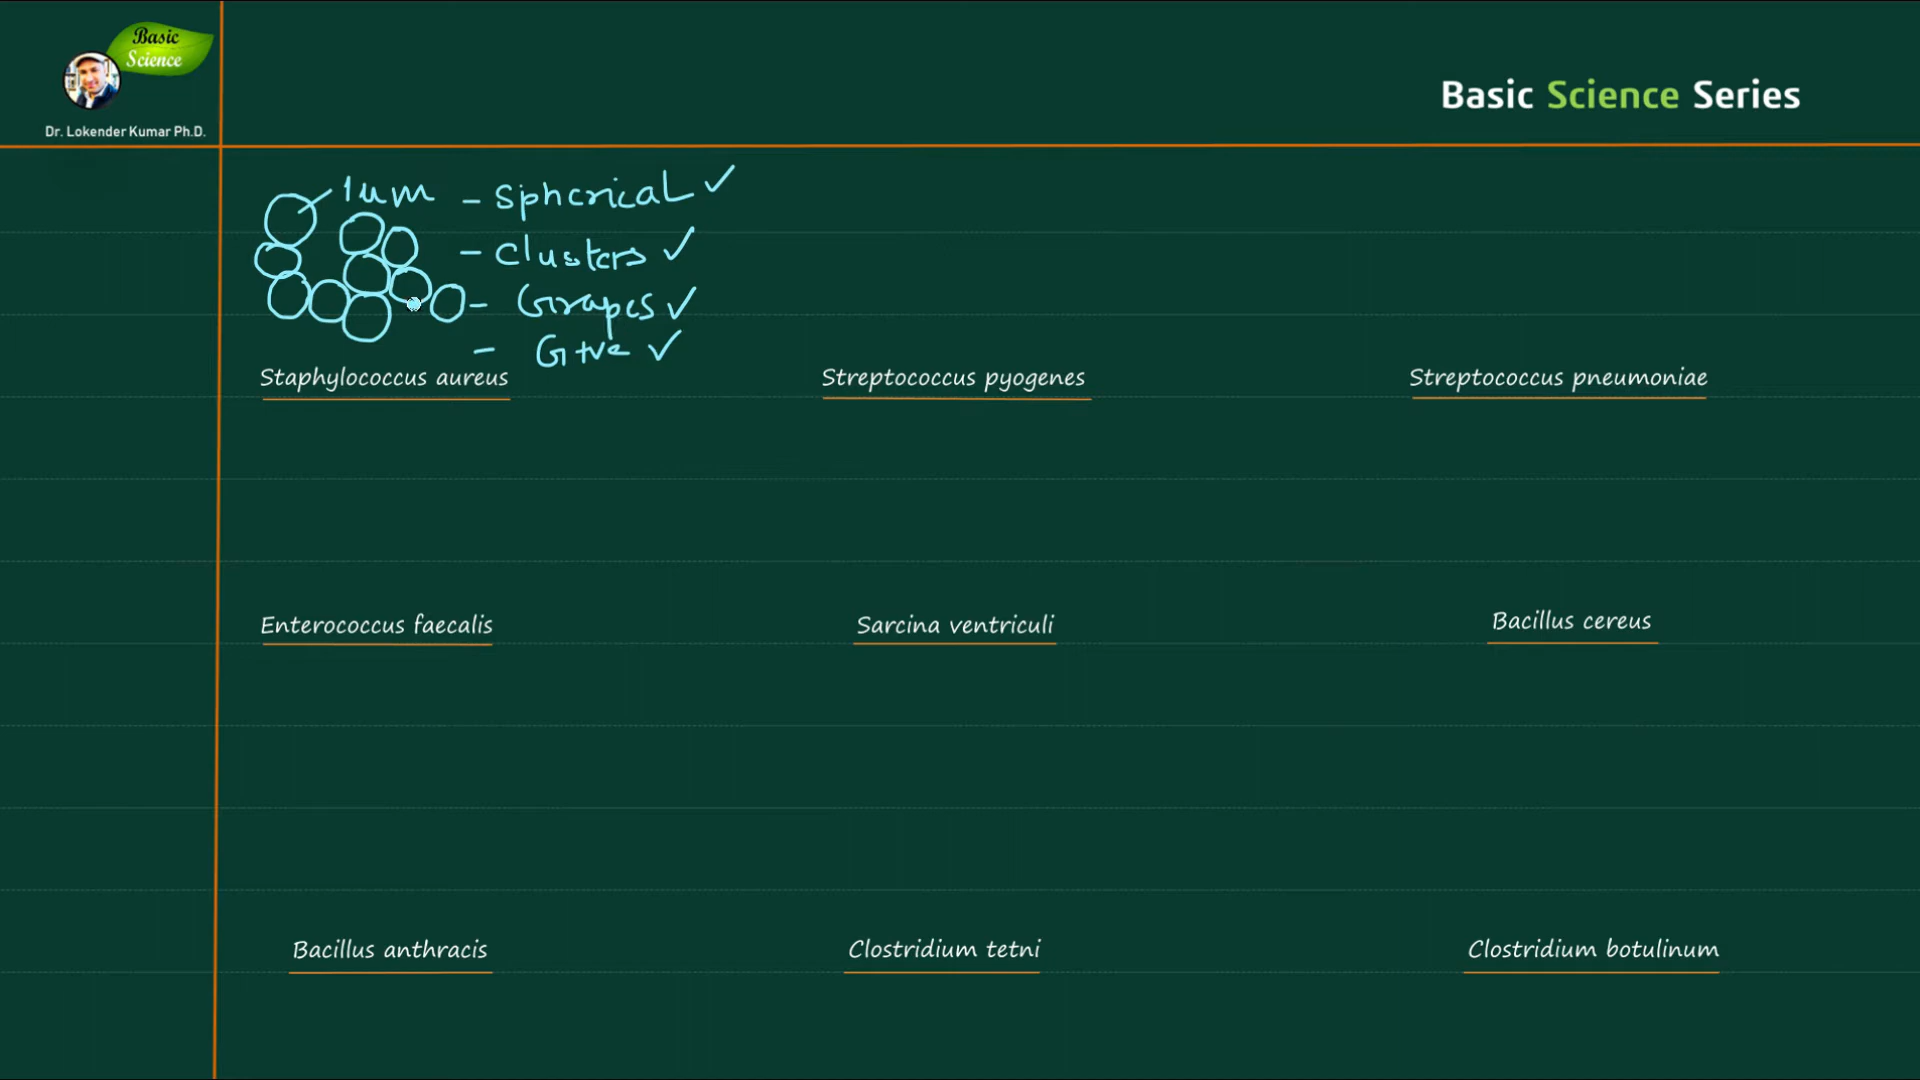 Basic
Science
Dr. Lokender Kumar Ph.D.
Basic Science Series
1um - Spherical ✓
- Clusters ✓
- Grapes ✓
- G+ve ✓
Staphylococcus aureus
Streptococcus pyogenes
Streptococcus pneumoniae
Enterococcus faecalis
Sarcina ventriculi
Bacillus cereus
Bacillus anthracis
Clostridium tetni
Clostridium botulinum